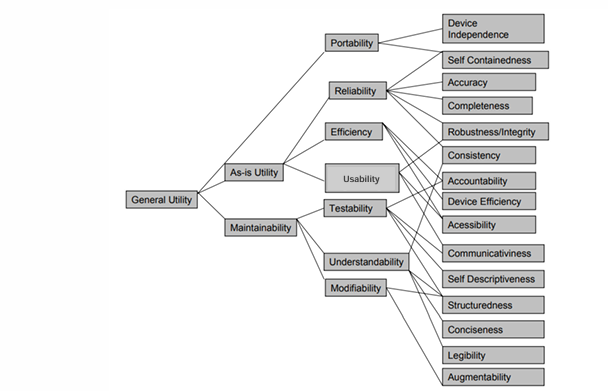 Device
Independence
Portability
Self Containedness
Reliability
Accuracy
Completeness
Efficiency
Robustness/Integrity
Consistency
As-is Utility
Usability
Accountability
General Utility
Device Efficiency
Testability
Acessibility
Maintainability
Communicativiness
Understandability
Self Descriptiveness
Modifiability
Structuredness
Conciseness
Legibility
Augmentability